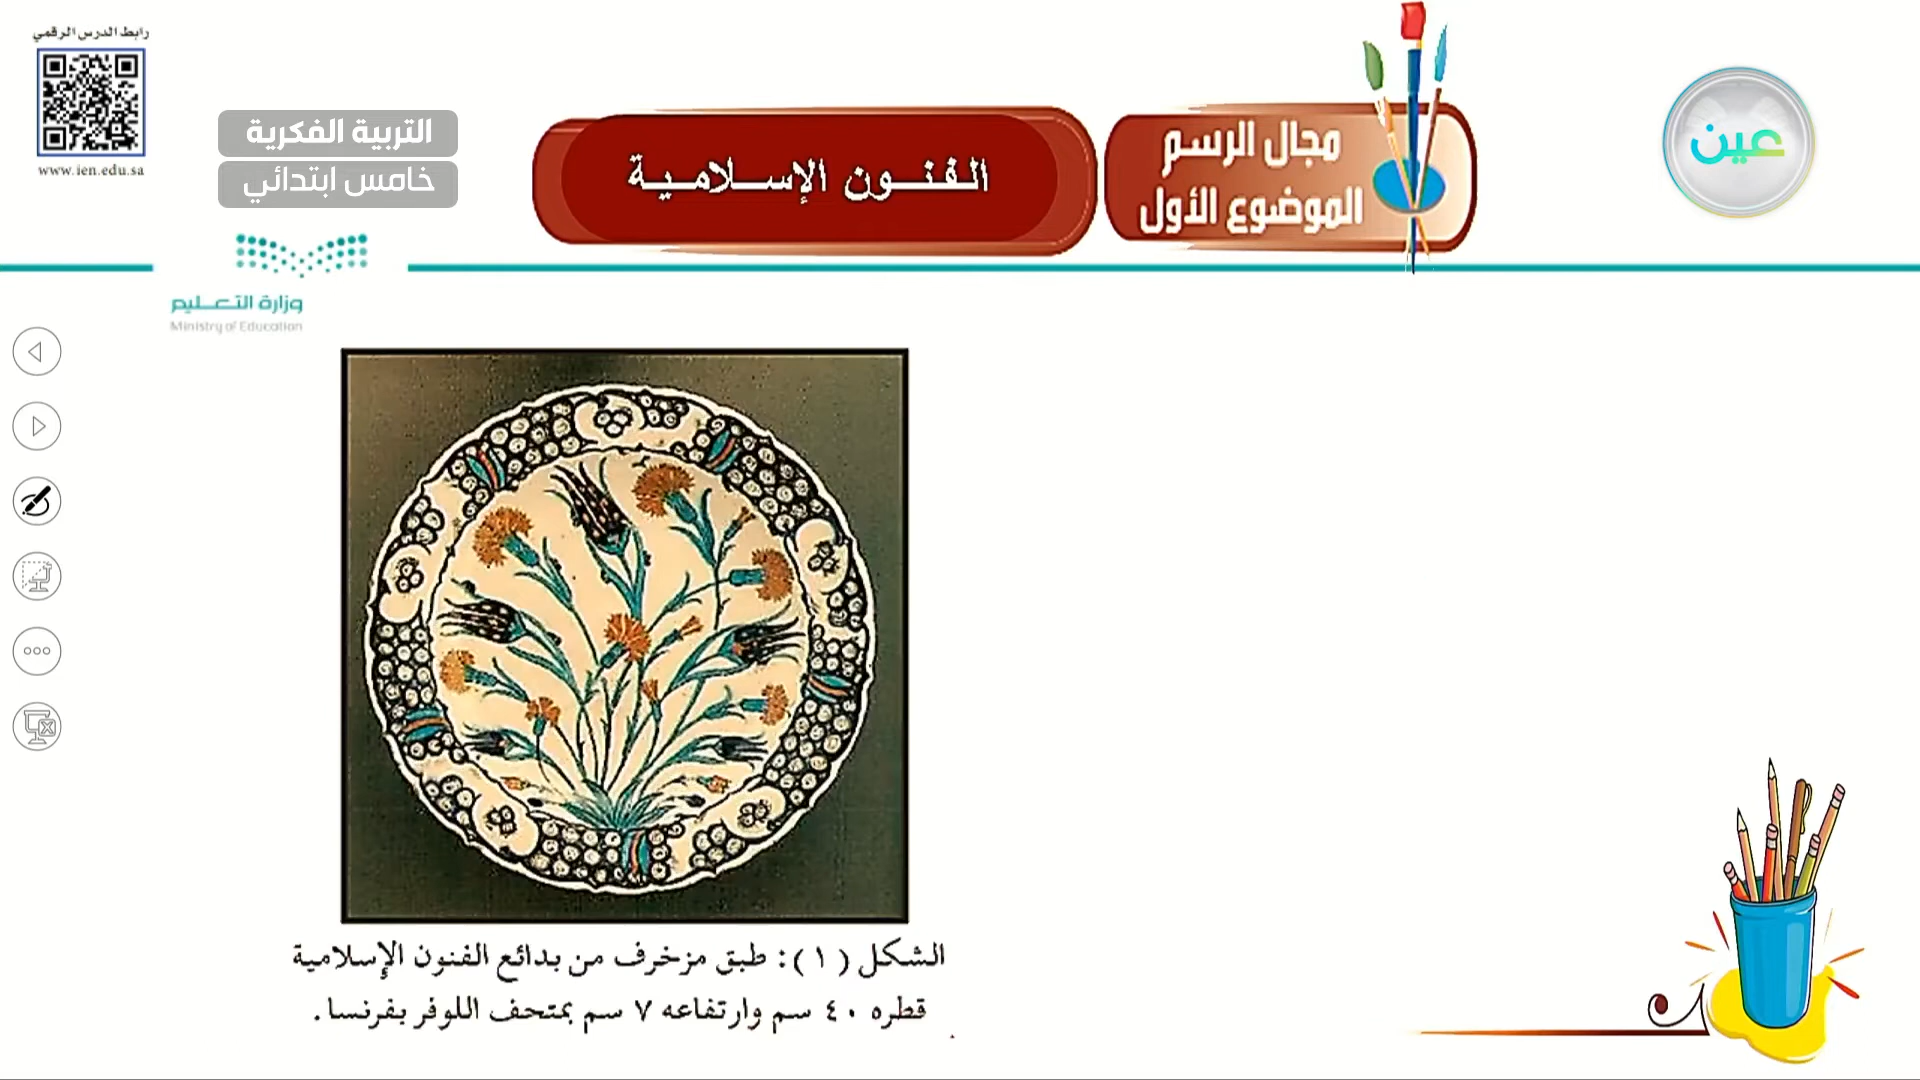 رابط الدرس الرقمي
www.ien.edu.sa
التربية الفكرية
خامس ابتدائي
الفنون الإسلامية
مجال الرسم
الموضوع الأول
عين
وزارة التعليم
Ministry of Education
الشكل (١): طبق مزخرف من بدائع الفنون الإسلامية
قطره ٤٠ سم وارتفاعه ٧ سم بمتحف اللوفر بفرنسا.